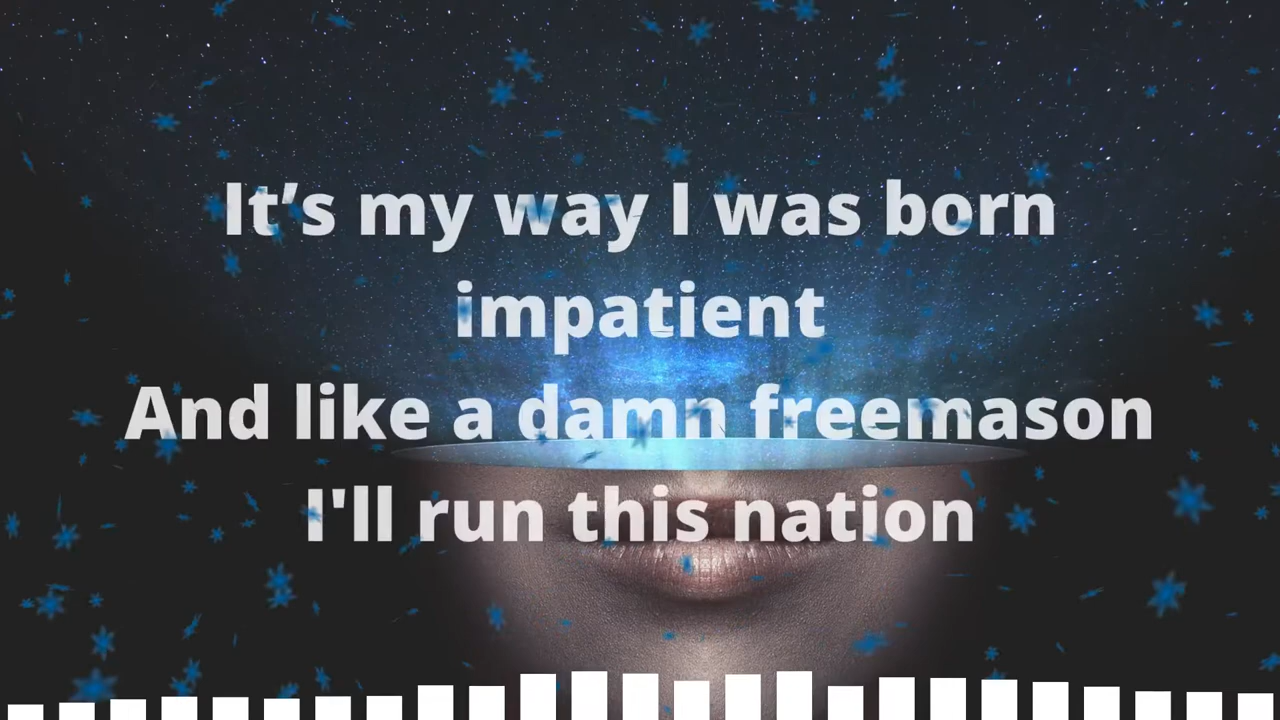 It’s my way I was born
impatient
And like a damn freemason
I'll run this nation